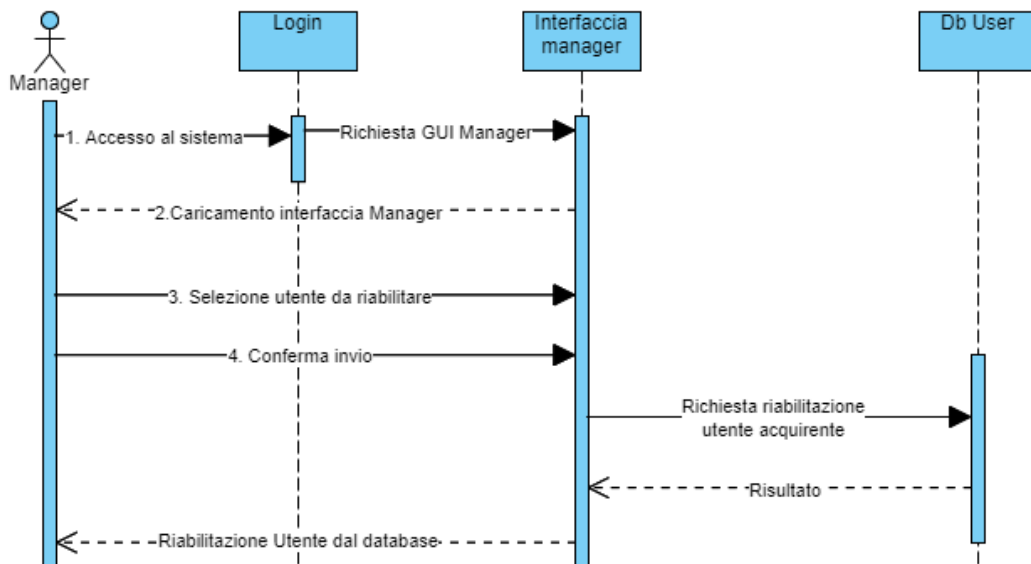 Login
Interfaccia
manager
Db User
Manager
1. Accesso al sistema
Richiesta GUI Manager
2.Caricamento interfaccia Manager
3. Selezione utente da riabilitare
4. Conferma invio
Richiesta riabilitazione
utente acquirente
Risultato
Riabilitazione Utente dal database